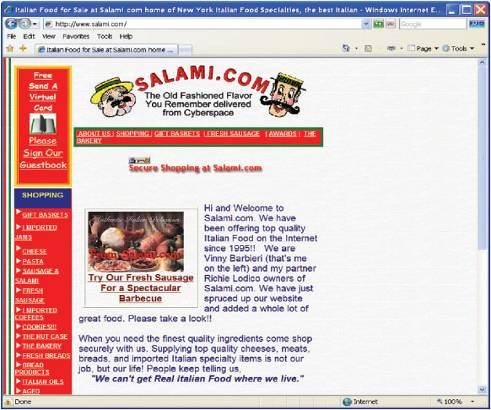 Italian Food for Sale at Salami.com home of New York Italian Food Specialties, the best Italian - Windows Internet E...
http://www.salami.com/
Google
File Edit View Favorites Tools Help
Italian Food for Sale at Salami.com home ...
Page Tools
Free
Send A
Virtual
Card
Please
Sign Our
Guestbook
SALAMI.COM
The Old Fashioned Flavor
You Remember delivered
from Cyberspace
ABOUT US | SHOPPING | GIFT BASKETS | FRESH SAUSAGE | AWARDS | THE
BAKERY
Secure Shopping at Salami.com
SHOPPING
GIFT BASKETS
IMPORTED
JAMS
CHEESE
PASTA
SAUSAGE &
SALAMI
FRESH
SAUSAGE
IMPORTED
COFFEES
COOKIES!!!
THE NUT CASE
THE BAKERY
FRESH BREADS
BREAD
PRODUCTS
ITALIAN OILS
AGED
Authentic Italian Delicacies
From Salami.com
Try Our Fresh Sausage
For a Spectacular
Barbecue
Hi and Welcome to
Salami.com. We have
been offering top quality
Italian Food on the Internet
since 1995!! We are
Vinny Barbieri (that's me
on the left) and my partner
Richie Lodico owners of
Salami.com. We have just
spruced up our website
and added a whole lot of
great food. Please take a look!!
When you need the finest quality ingredients come shop
securely with us. Supplying top quality cheeses, meats,
breads, and imported Italian specialty items is not our
job, but our life! People keep telling us,
"We can't get Real Italian Food where we live."
Done
Internet
100%